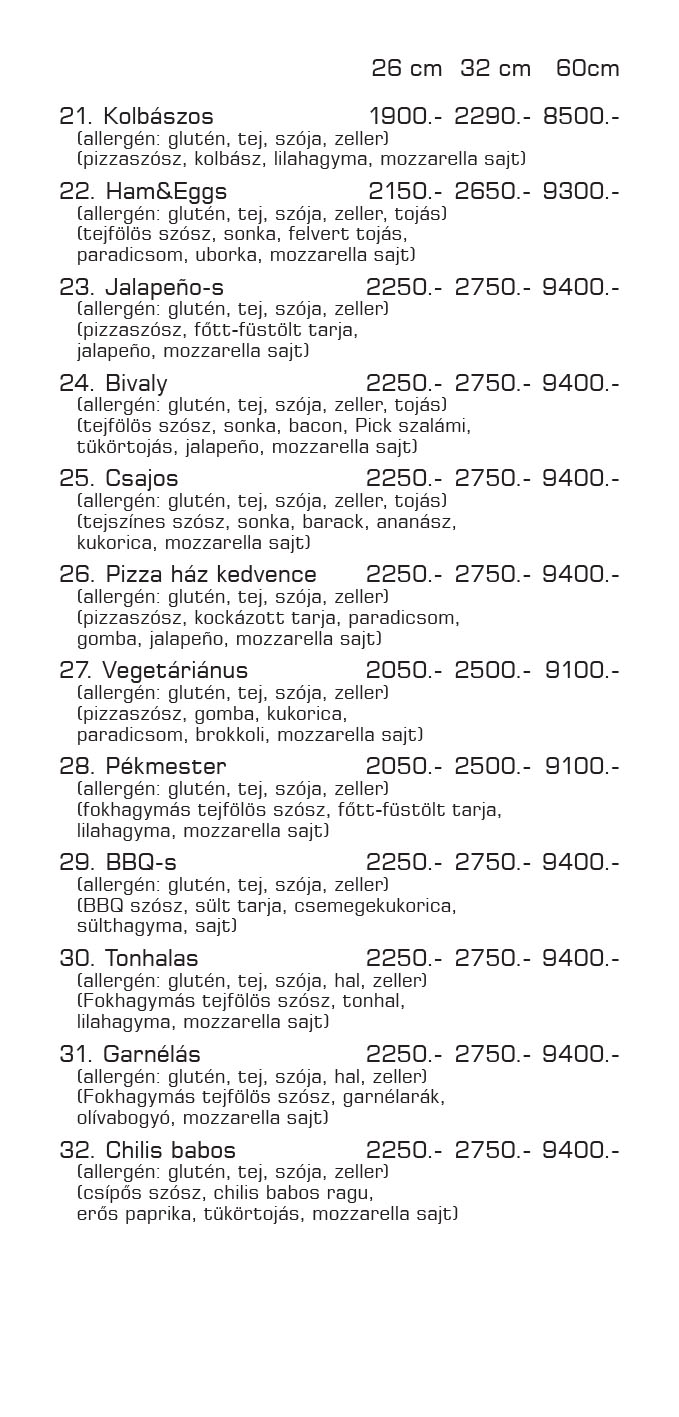 26 cm 32 cm 60cm
21. Kolbászos 1900.- 2290.- 8500.-
(allergén: glutén, tej, szója, zeller)
(pizzaszósz, kolbász, lilahagyma, mozzarella sajt)
22. Ham&Eggs 2150.- 2650.- 9300.-
(allergén: glutén, tej, szója, zeller, tojás)
(tejfölös szósz, sonka, felvert tojás,
paradicsom, uborka, mozzarella sajt)
23. Jalapeño-s 2250.- 2750.- 9400.-
(allergén: glutén, tej, szója, zeller)
(pizzaszósz, főtt-füstölt tarja,
jalapeño, mozzarella sajt)
24. Bivaly 2250.- 2750.- 9400.-
(allergén: glutén, tej, szója, zeller, tojás)
(tejfölös szósz, sonka, bacon, Pick szalámi,
tükörtojás, jalapeño, mozzarella sajt)
25. Csajos 2250.- 2750.- 9400.-
(allergén: glutén, tej, szója, zeller, tojás)
(tejszínes szósz, sonka, barack, ananász,
kukorica, mozzarella sajt)
26. Pizza ház kedvence 2250.- 2750.- 9400.-
(allergén: glutén, tej, szója, zeller)
(pizzaszósz, kockázott tarja, paradicsom,
gomba, jalapeño, mozzarella sajt)
27. Vegetáriánus 2050.- 2500.- 9100.-
(allergén: glutén, tej, szója, zeller)
(pizzaszósz, gomba, kukorica,
paradicsom, brokkoli, mozzarella sajt)
28. Pékmester 2050.- 2500.- 9100.-
(allergén: glutén, tej, szója, zeller)
(fokhagymás tejfölös szósz, főtt-füstölt tarja,
lilahagyma, mozzarella sajt)
29. BBQ-s 2250.- 2750.- 9400.-
(allergén: glutén, tej, szója, zeller)
(BBQ szósz, sült tarja, csemegekukorica,
sülthagyma, sajt)
30. Tonhalas 2250.- 2750.- 9400.-
(allergén: glutén, tej, szója, hal, zeller)
(Fokhagymás tejfölös szósz, tonhal,
lilahagyma, mozzarella sajt)
31. Garnélás 2250.- 2750.- 9400.-
(allergén: glutén, tej, szója, hal, zeller)
(Fokhagymás tejfölös szósz, garnélarák,
olívabogyó, mozzarella sajt)
32. Chilis babos 2250.- 2750.- 9400.-
(allergén: glutén, tej, szója, zeller)
(csípős szósz, chilis babos ragu,
erős paprika, tükörtojás, mozzarella sajt)